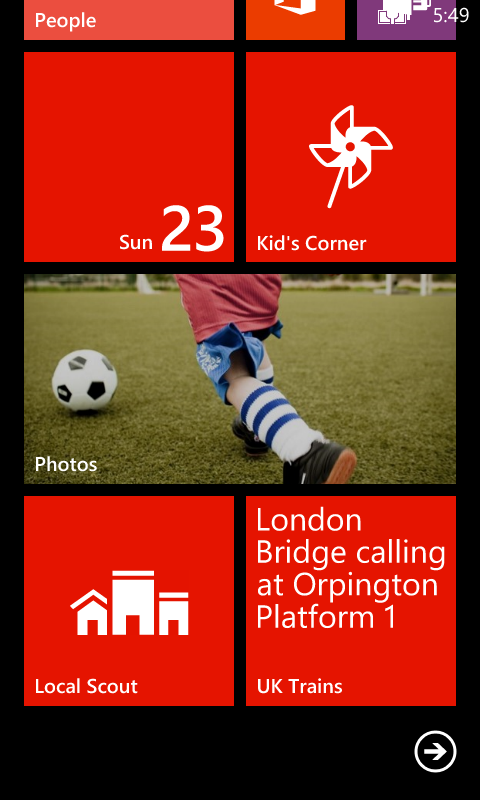 5:49
People
Sun 23
Kid's Corner
Photos
London
Bridge calling
at Orpington
Platform 1
Local Scout
UK Trains